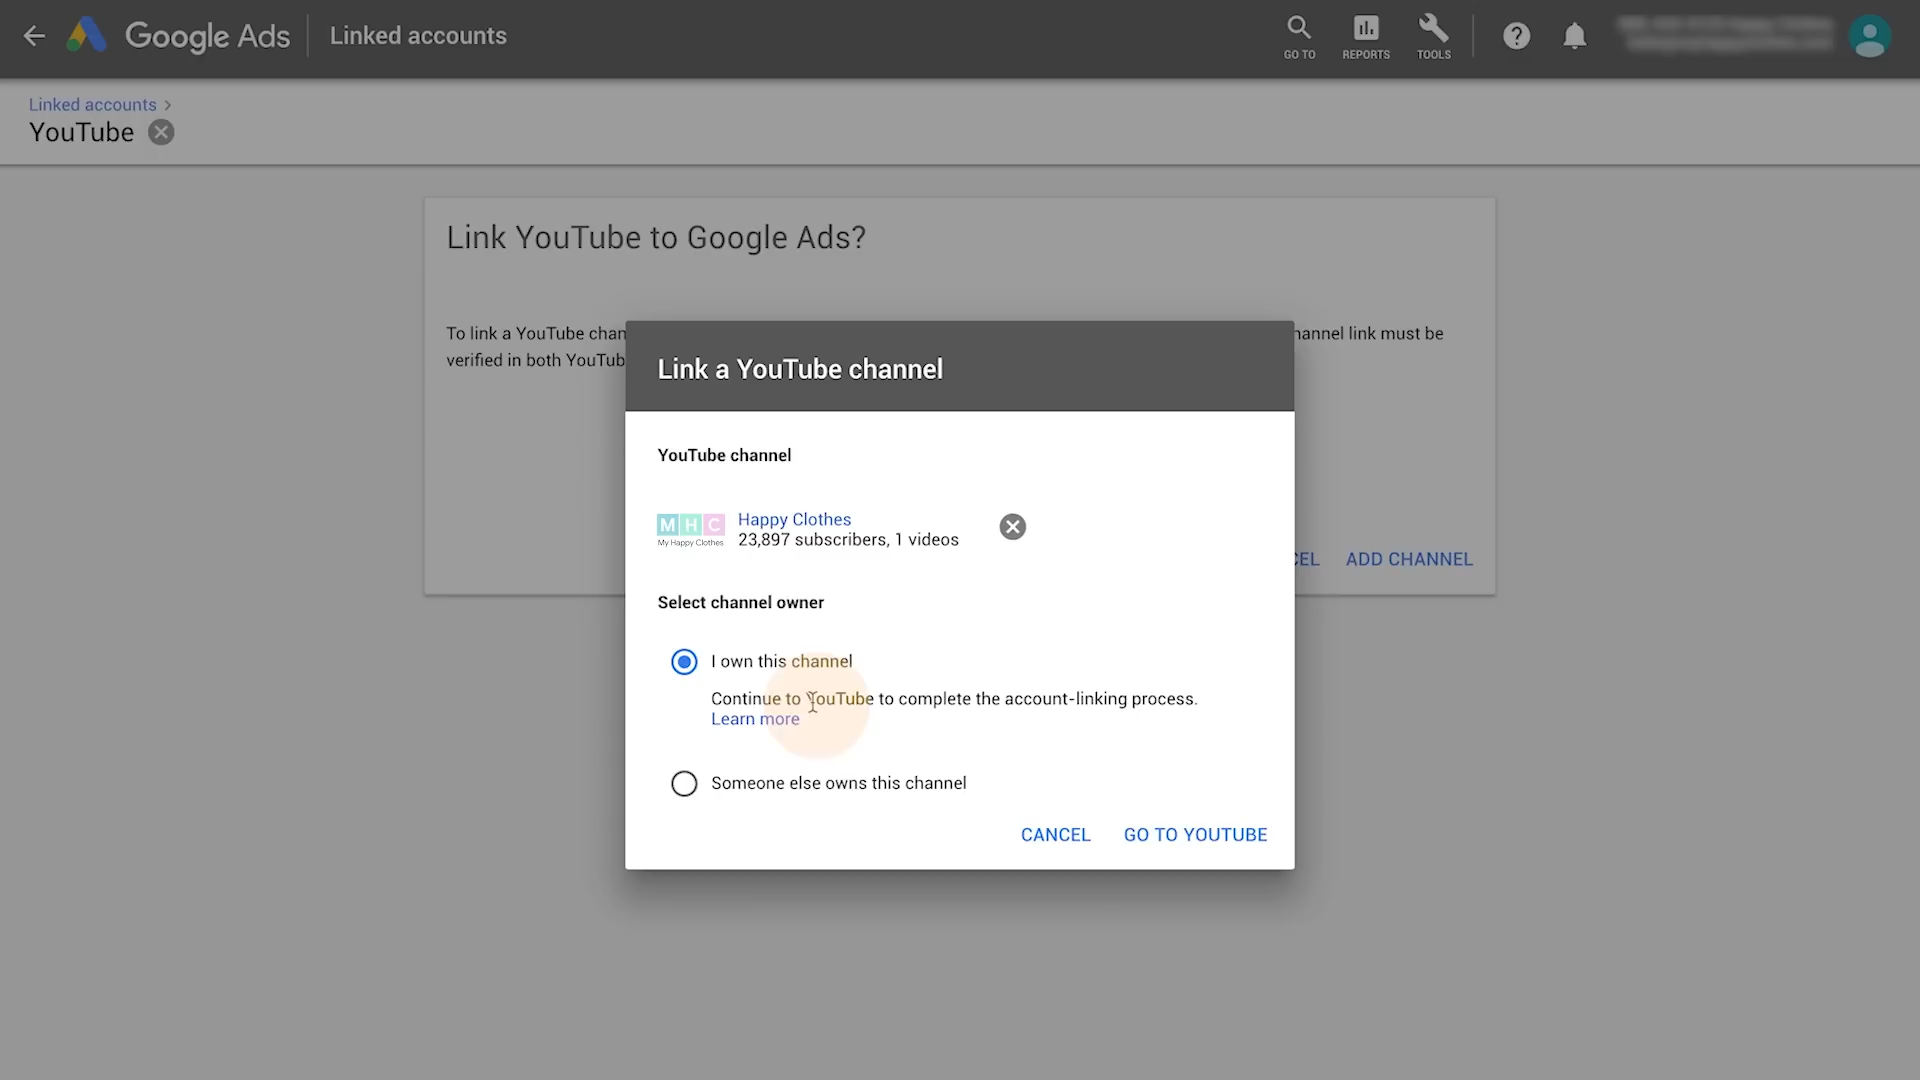 Google Ads
Linked accounts
GO TO
REPORTS
TOOLS
Linked accounts
YouTube
Link YouTube to Google Ads?
To link a YouTube chan
hannel link must be
verified in both YouTub
Link a YouTube channel
YouTube channel
MHC
My Happy Clothes
Happy Clothes
23,897 subscribers, 1 videos
CEL
ADD CHANNEL
Select channel owner
I own this channel
Continue to YouTube to complete the account-linking process.
Learn more
Someone else owns this channel
CANCEL
GO TO YOUTUBE